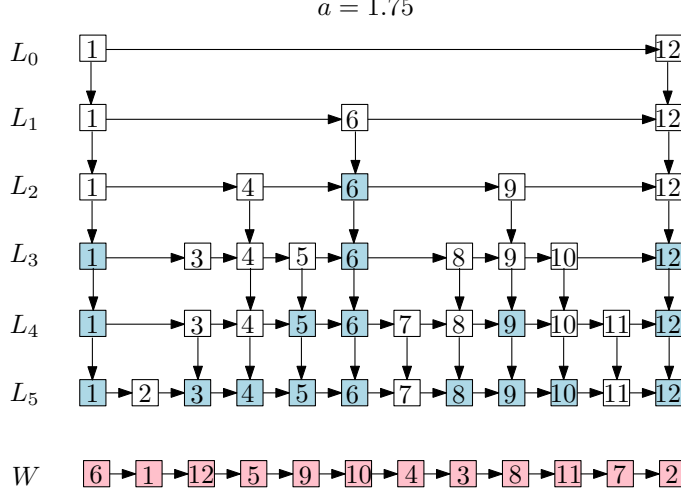 a = 1.75
L₀ 1 12
L₁ 1 6 12
L₂ 1 4 6 9 12
L₃ 1 3 4 5 6 8 9 10 12
L₄ 1 3 4 5 6 7 8 9 10 11 12
L₅ 1 2 3 4 5 6 7 8 9 10 11 12
W 6 1 12 5 9 10 4 3 8 11 7 2